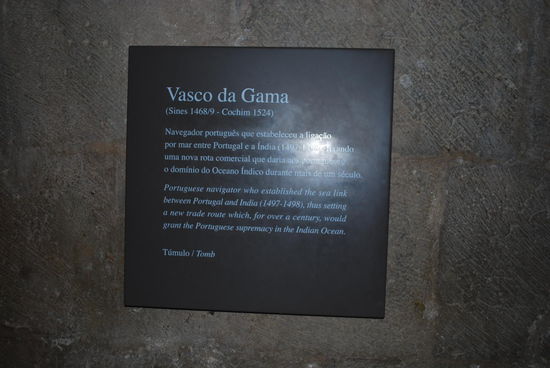 Vasco da Gama
(Sines 1468/9 - Cochim 1524)
Navegador português que estabeleceu a ligação
por mar entre Portugal e a Índia (1497-
uma nova rota comercial que daria aos
o domínio do Oceano Índico durante mais de um século.
Portuguese navigator who established the sea link
between Portugal and India (1497-1498), thus setting
a new trade route which, for over a century, would
grant the Portuguese supremacy in the Indian Ocean.
Túmulo / Tomb